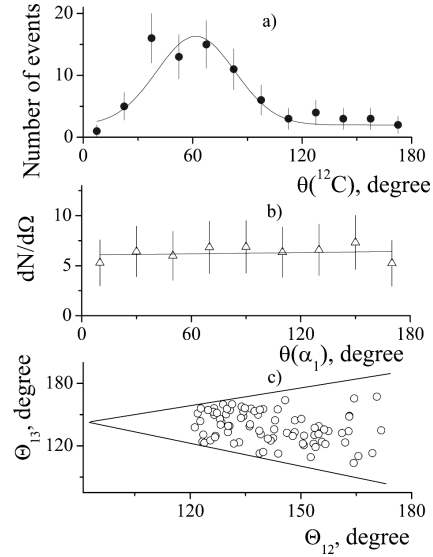 a)
Number of events
20
10
0
0
60
120
180
θ(¹²C), degree
b)
dN/dΩ
10
5
0
0
60
120
180
θ(α₁), degree
c)
Θ₁₃, degree
180
120
120
150
180
Θ₁₂, degree